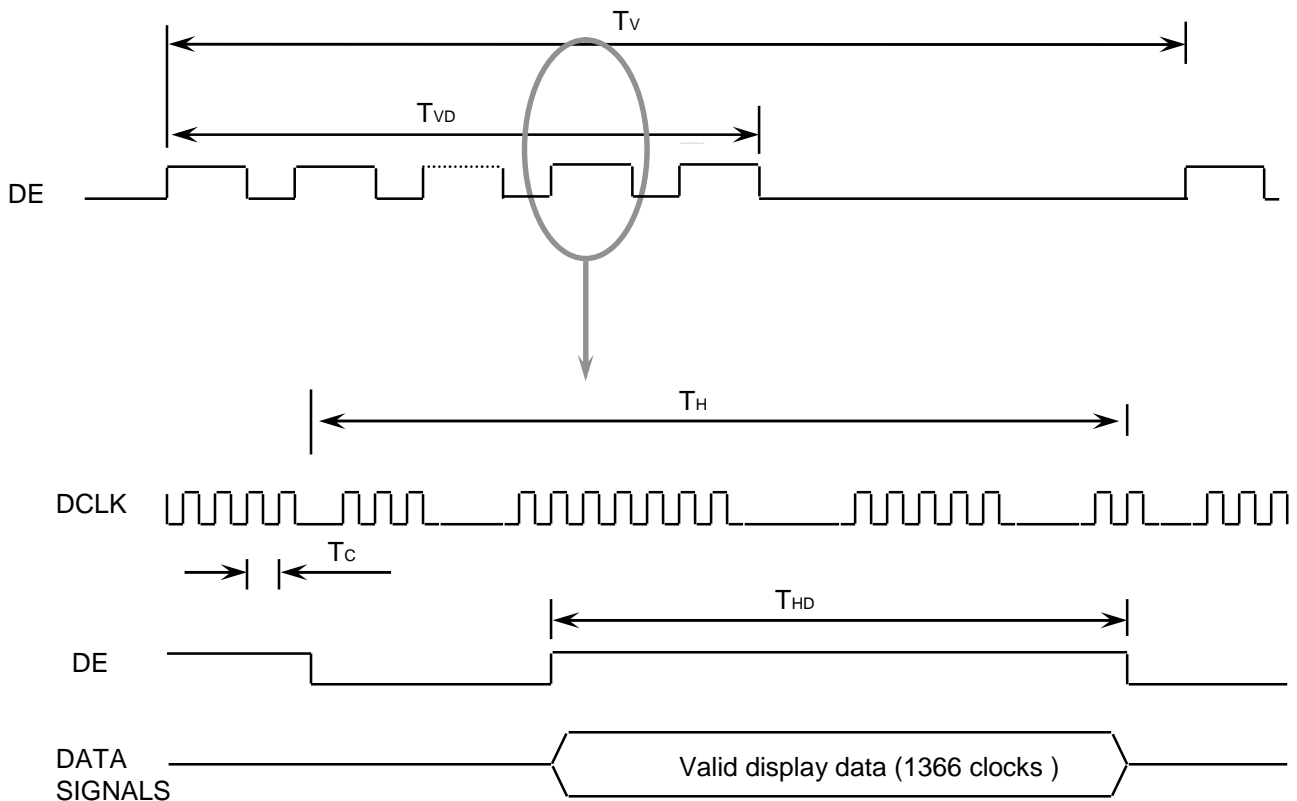 TV
TVD
DE
TH
DCLK
TC
THD
DE
DATA
SIGNALS
Valid display data (1366 clocks )